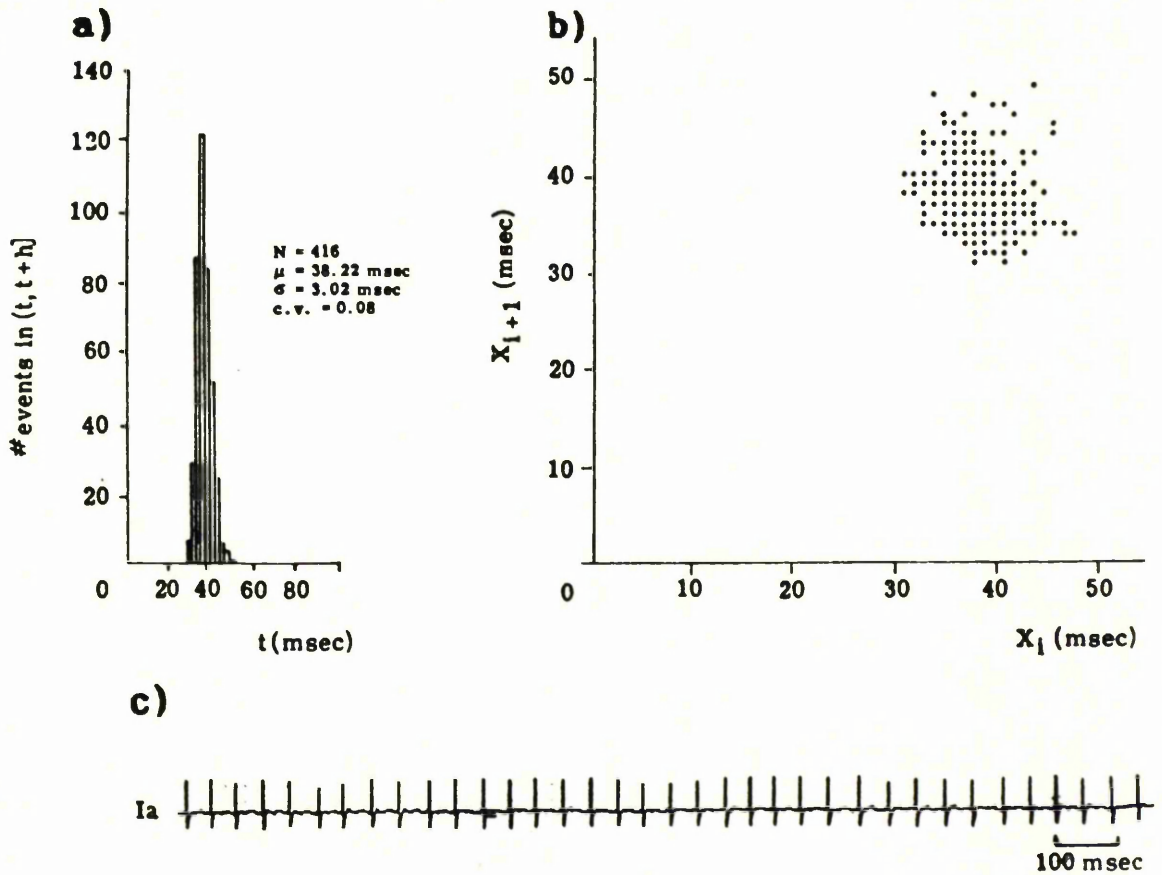 a)
140
120
100
80
60
40
20
0
20 40 60 80
#events in (t, t+h]
t(msec)
N = 416
μ = 38.22 msec
σ = 3.02 msec
c.v. = 0.08
b)
50
40
30
20
10
0
10 20 30 40 50
Xi+1 (msec)
Xi (msec)
c)
Ia
100 msec